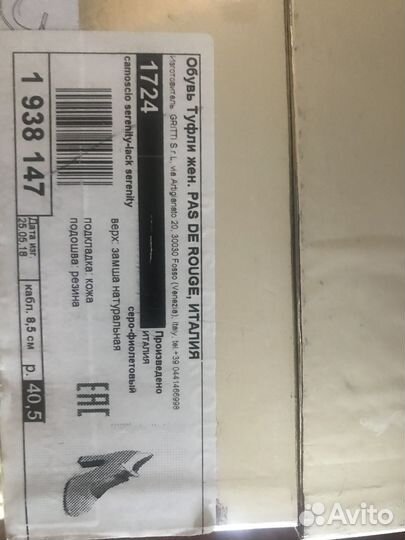 Обувь Туфли жен. PAS DE ROUGE, ИТАЛИЯ
Изготовитель: GRITTI S.r.L, via Artigianato 20, 30030 Fosso (Venezia), Italy, tel.+39 0441466998
1724
Произведено
ИТАЛИЯ
camoscio serenity-lack serenity
серо-фиолетовый
верх: замша натуральная
подкладка: кожа
подошва: резина
EAC
1 938 147
Дата изг.
25.05.18
кабл. 8,5 см
р. 40,5
Avito